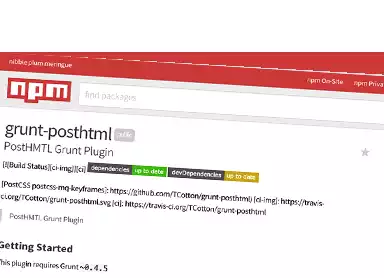 nibble plum meringue
npm On-Site
npm Priva
npm
find packages
grunt-posthtml public
PostHMTL Grunt Plugin
[![Build Status][ci-img]][ci] dependencies up to date devDependencies up to date
[PostCSS postcss-mq-keyframes]: https://github.com/TCotton/grunt-posthtml) [ci-img]: https://travis-
ci.org/TCotton/grunt-posthtml.svg [ci]: https://travis-ci.org/TCotton/grunt-posthtml
PostHMTL Grunt Plugin
Getting Started
This plugin requires Grunt ~0.4.5